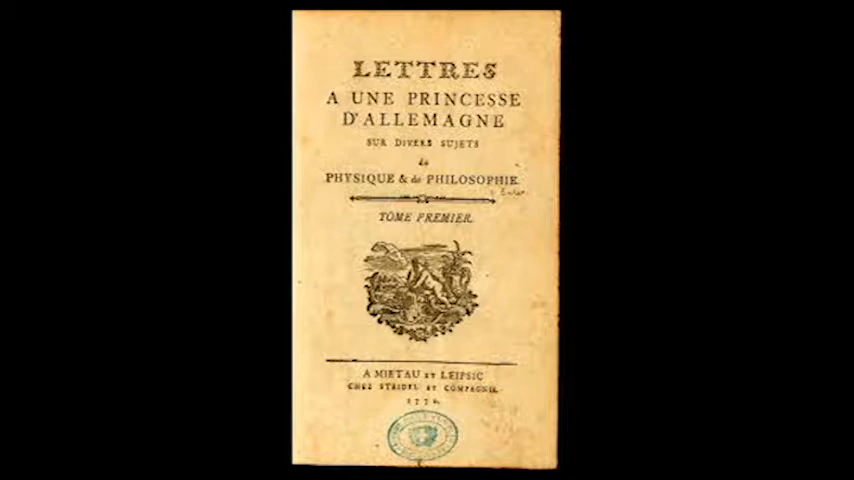 LETTRES
A UNE PRINCESSE
D'ALLEMAGNE
SUR DIVERS SUJETS
de
PHYSIQUE & de PHILOSOPHIE.
Euler
TOME PREMIER.
A MIETAU ET LEIPSIC
CHEZ STEIDEL ET COMPAGNIE.